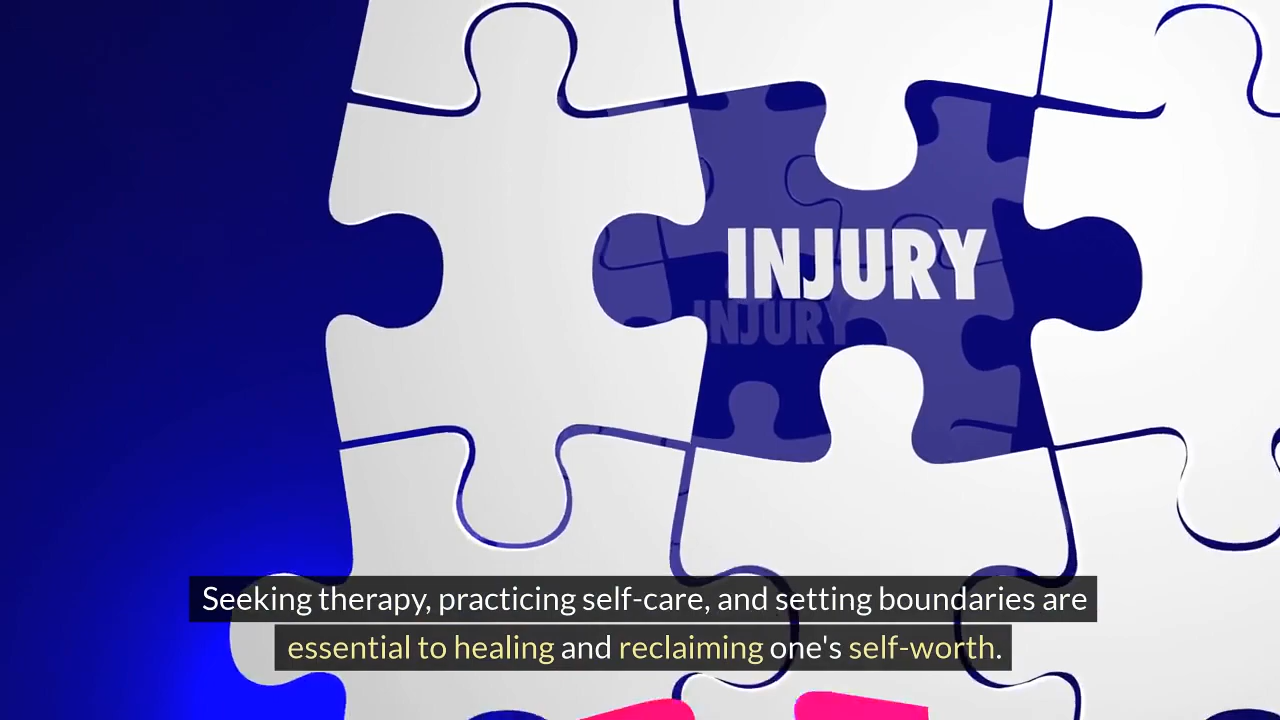 INJURY
INJURY
Seeking therapy, practicing self-care, and setting boundaries are
essential to healing and reclaiming one's self-worth.